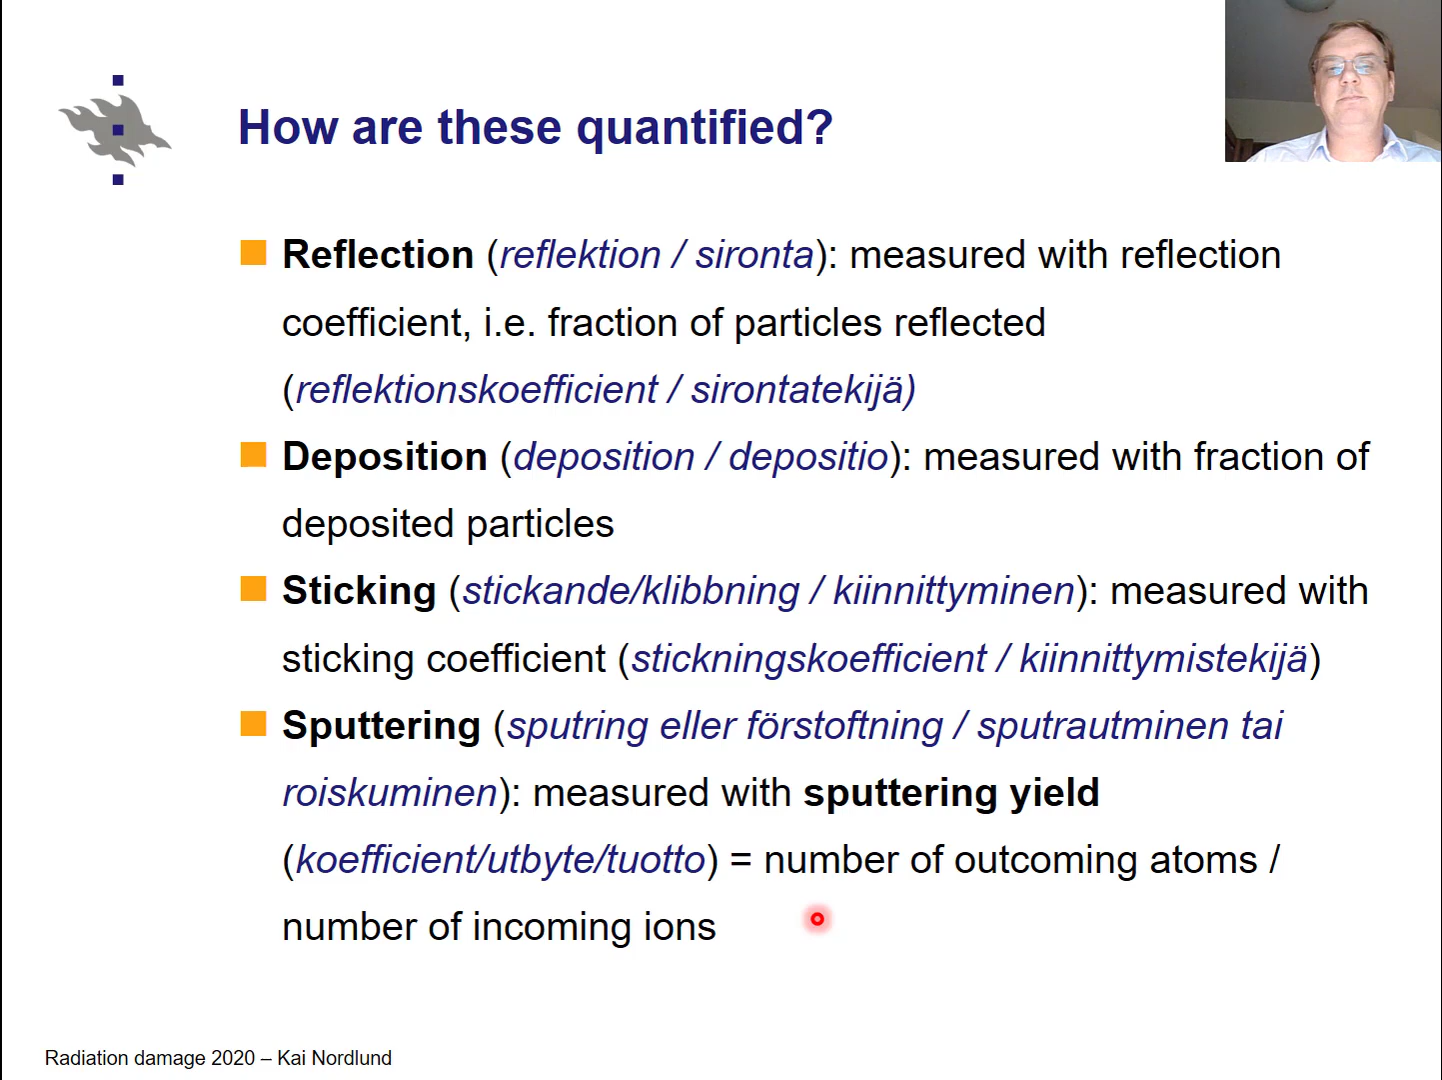 How are these quantified?
Reflection (reflektion / sironta): measured with reflection
coefficient, i.e. fraction of particles reflected
(reflektionskoefficient / sirontatekijä)
Deposition (deposition / depositio): measured with fraction of
deposited particles
Sticking (stickande/klibbning / kiinnittyminen): measured with
sticking coefficient (stickningskoefficient / kiinnittymistekijä)
Sputtering (sputring eller förstoftning / sputrautminen tai
roiskuminen): measured with sputtering yield
(koefficient/utbyte/tuotto) = number of outcoming atoms /
number of incoming ions
Radiation damage 2020 – Kai Nordlund